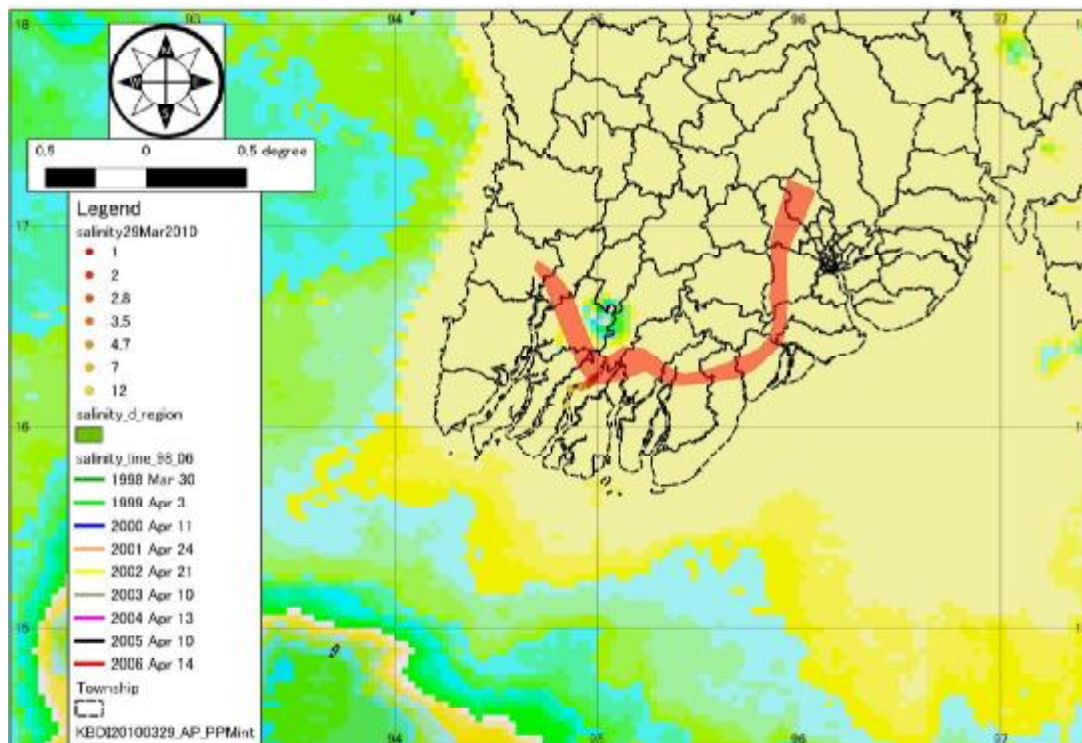 93 94 95 96 97
18
N
W E
S
0.5 0 0.5 degree
Legend
salinity29Mar2010
1
2
2.8
3.5
4.7
7
12
salinity_d_region
salinity_line_98_06
1998 Mar 30
1999 Apr 3
2000 Apr 11
2001 Apr 24
2002 Apr 21
2003 Apr 10
2004 Apr 13
2005 Apr 10
2006 Apr 14
Township
KBDI20100329_AP_PPMint
17
16
15
94 95 96 97